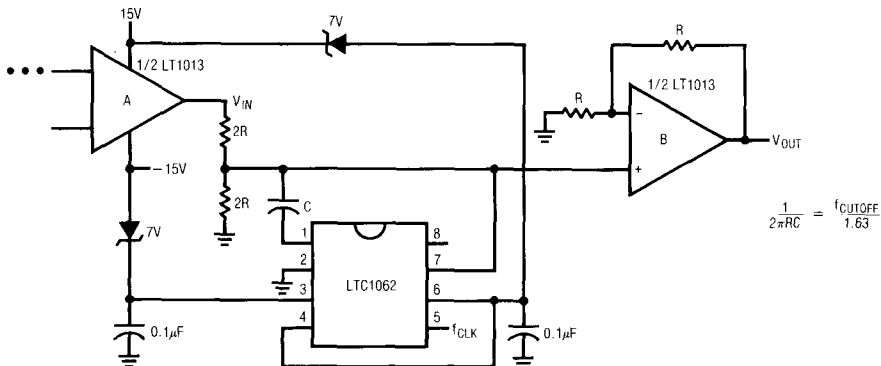 15V
7V
1/2 LT1013
A
V_IN
2R
−15V
2R
7V
C
0.1µF
1
2
3
4
LTC1062
8
7
6
5
f_CLK
0.1µF
R
R
1/2 LT1013
−
+
B
V_OUT
1/2πRC = f_CUTOFF/1.63